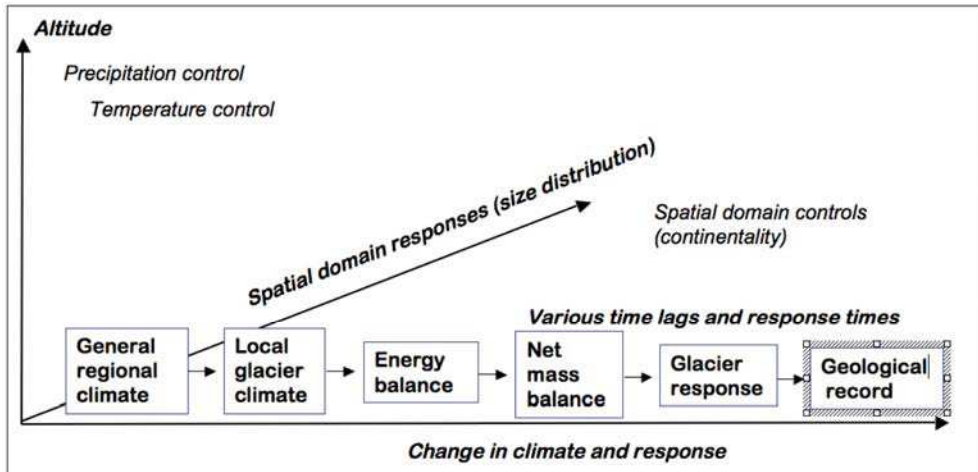 Altitude
Precipitation control
Temperature control
Spatial domain responses (size distribution)
Spatial domain controls
(continentality)
Various time lags and response times
General
regional
climate
Local
glacier
climate
Energy
balance
Net
mass
balance
Glacier
response
Geological
record
Change in climate and response